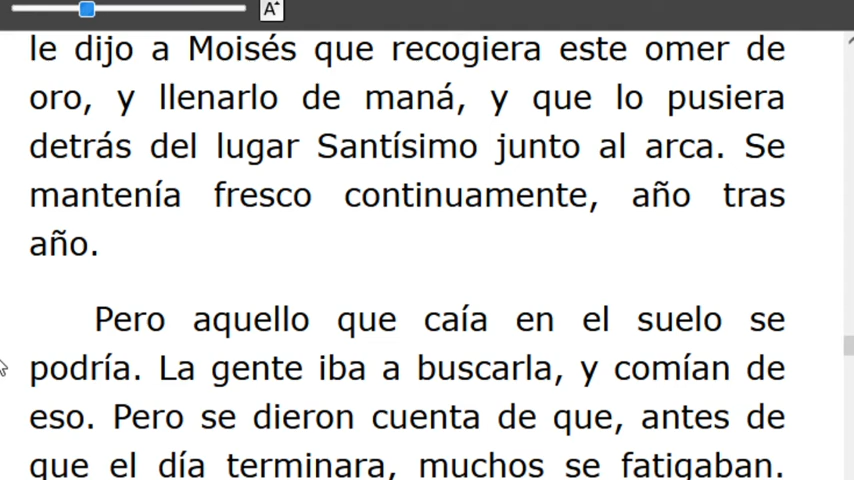 A
le dijo a Moisés que recogiera este omer de
oro, y llenarlo de maná, y que lo pusiera
detrás del lugar Santísimo junto al arca. Se
mantenía fresco continuamente, año tras
año.
Pero aquello que caía en el suelo se
podría. La gente iba a buscarla, y comían de
eso. Pero se dieron cuenta de que, antes de
que el día terminara, muchos se fatigaban.